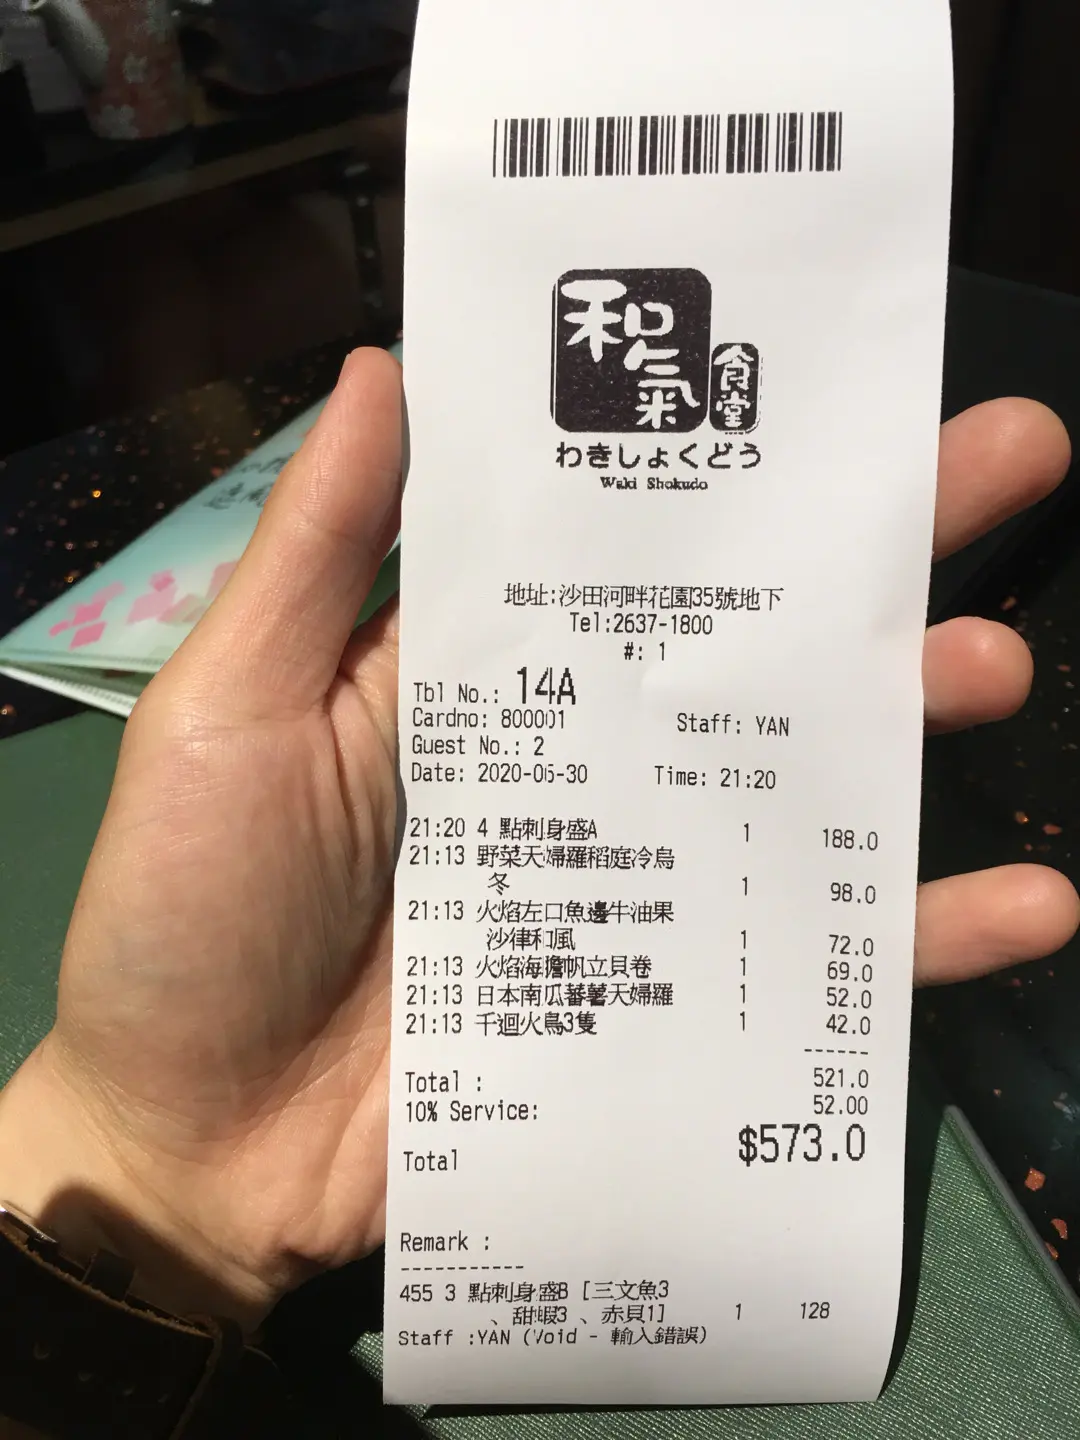 和氣
食堂
わきしょくどう
Waki Shokudo
地址:沙田河畔花園35號地下
Tel:2637-1800
#: 1
Tbl No.: 14A
Cardno: 800001 Staff: YAN
Guest No.: 2
Date: 2020-06-30 Time: 21:20
21:20 4 點刺身盛A 1 188.0
21:13 野菜天婦羅稻庭冷烏
冬 1 98.0
21:13 火焰左口魚邊牛油果
沙律和風 1 72.0
21:13 火焰海膽帆立貝卷 1 69.0
21:13 日本南瓜蕃薯天婦羅 1 52.0
21:13 千迴火鳥3隻 1 42.0
------
Total : 521.0
10% Service: 52.00
Total $573.0
Remark :
-----------
455 3 點刺身盛B [三文魚3
、甜蝦3 、赤貝1] 1 128
Staff :YAN (Void - 輸入錯誤)